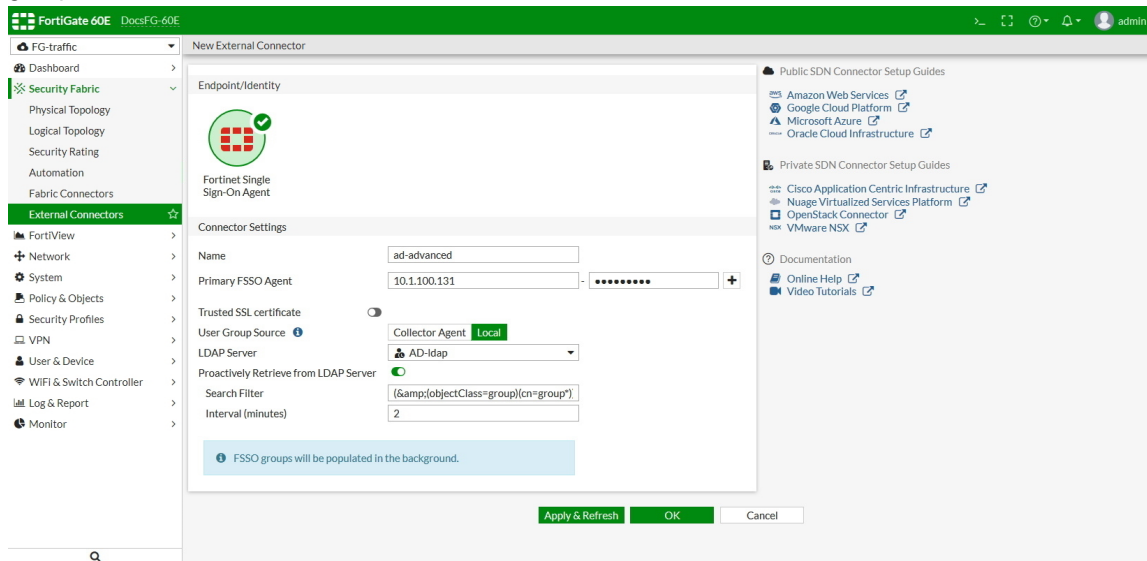 FortiGate 60E DocsFG-60E
>_
admin
FG-traffic
New External Connector
Dashboard
Security Fabric
Physical Topology
Logical Topology
Security Rating
Automation
Fabric Connectors
External Connectors
FortiView
Network
System
Policy & Objects
Security Profiles
VPN
User & Device
WiFi & Switch Controller
Log & Report
Monitor
Endpoint/Identity
Fortinet Single
Sign-On Agent
Connector Settings
Name ad-advanced
Primary FSSO Agent 10.1.100.131 - ●●●●●●●●●
Trusted SSL certificate
User Group Source Collector Agent Local
LDAP Server AD-ldap
Proactively Retrieve from LDAP Server
Search Filter (&amp;(objectClass=group)(cn=group*)
Interval (minutes) 2
FSSO groups will be populated in the background.
Apply & Refresh OK Cancel
Public SDN Connector Setup Guides
aws Amazon Web Services
Google Cloud Platform
Microsoft Azure
Oracle Cloud Infrastructure
Private SDN Connector Setup Guides
Cisco Application Centric Infrastructure
Nuage Virtualized Services Platform
OpenStack Connector
NSX VMware NSX
Documentation
Online Help
Video Tutorials